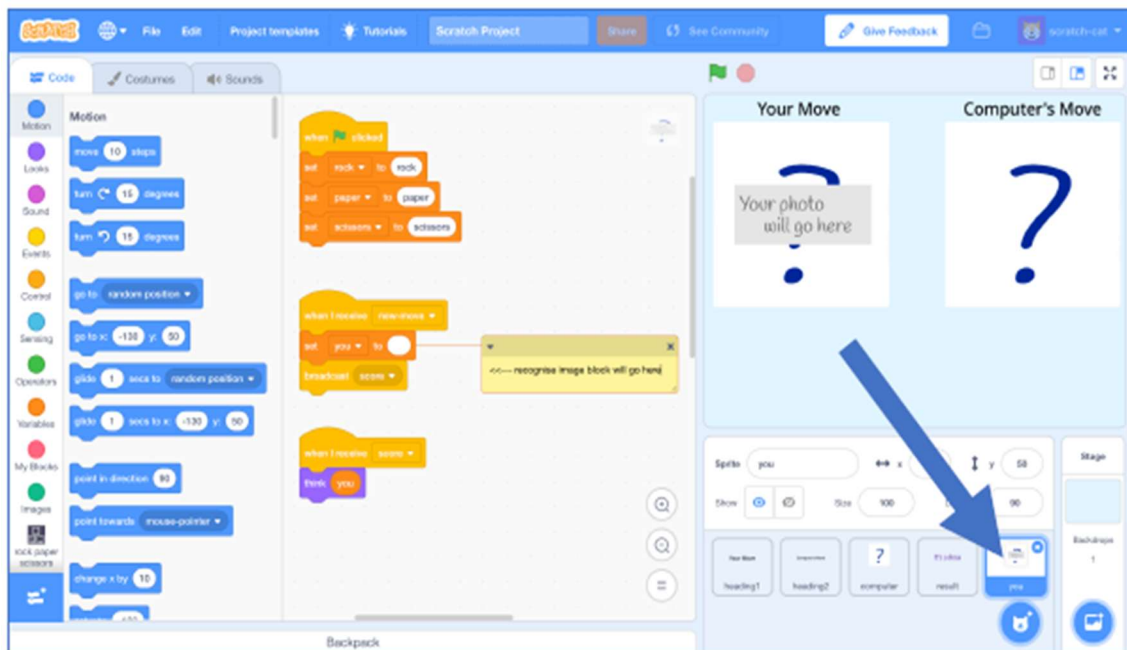 SCRATCH
File Edit Project templates Tutorials Scratch Project Share See Community Give Feedback scratch-cat
Code Costumes Sounds
Motion
Looks
Sound
Events
Control
Sensing
Operators
Variables
My Blocks
Images
rock paper
scissors
Motion
move 10 steps
turn 15 degrees
turn 15 degrees
go to random position
go to x: -130 y: 50
glide 1 secs to random position
glide 1 secs to x: -130 y: 50
point in direction 90
point towards mouse-pointer
change x by 10
when clicked
set rock to rock
set paper to paper
set scissors to scissors
when I receive new-move
set you to
broadcast score
<<--- recognise image block will go here
when I receive score
think you
Backpack
Your Move
Computer's Move
Your photo
will go here
? ?
Sprite you x y 50
Show Size 100 90
Your Move
heading1
heading2
?
computer
result
you
Stage
Backdrops
1